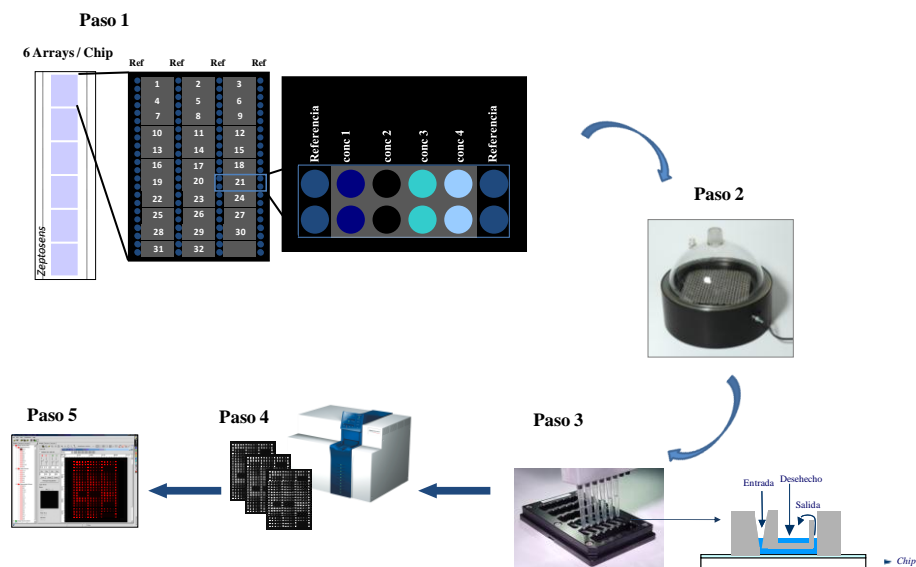 Paso 1
6 Arrays / Chip
Ref Ref Ref Ref
1 2 3
4 5 6
7 8 9
10 11 12
13 14 15
16 17 18
19 20 21
22 23 24
25 26 27
28 29 30
31 32
Zeptosens
Referencia
conc 1
conc 2
conc 3
conc 4
Referencia
Paso 2
Paso 3
Entrada
Desehecho
Salida
Chip
Paso 4
Paso 5